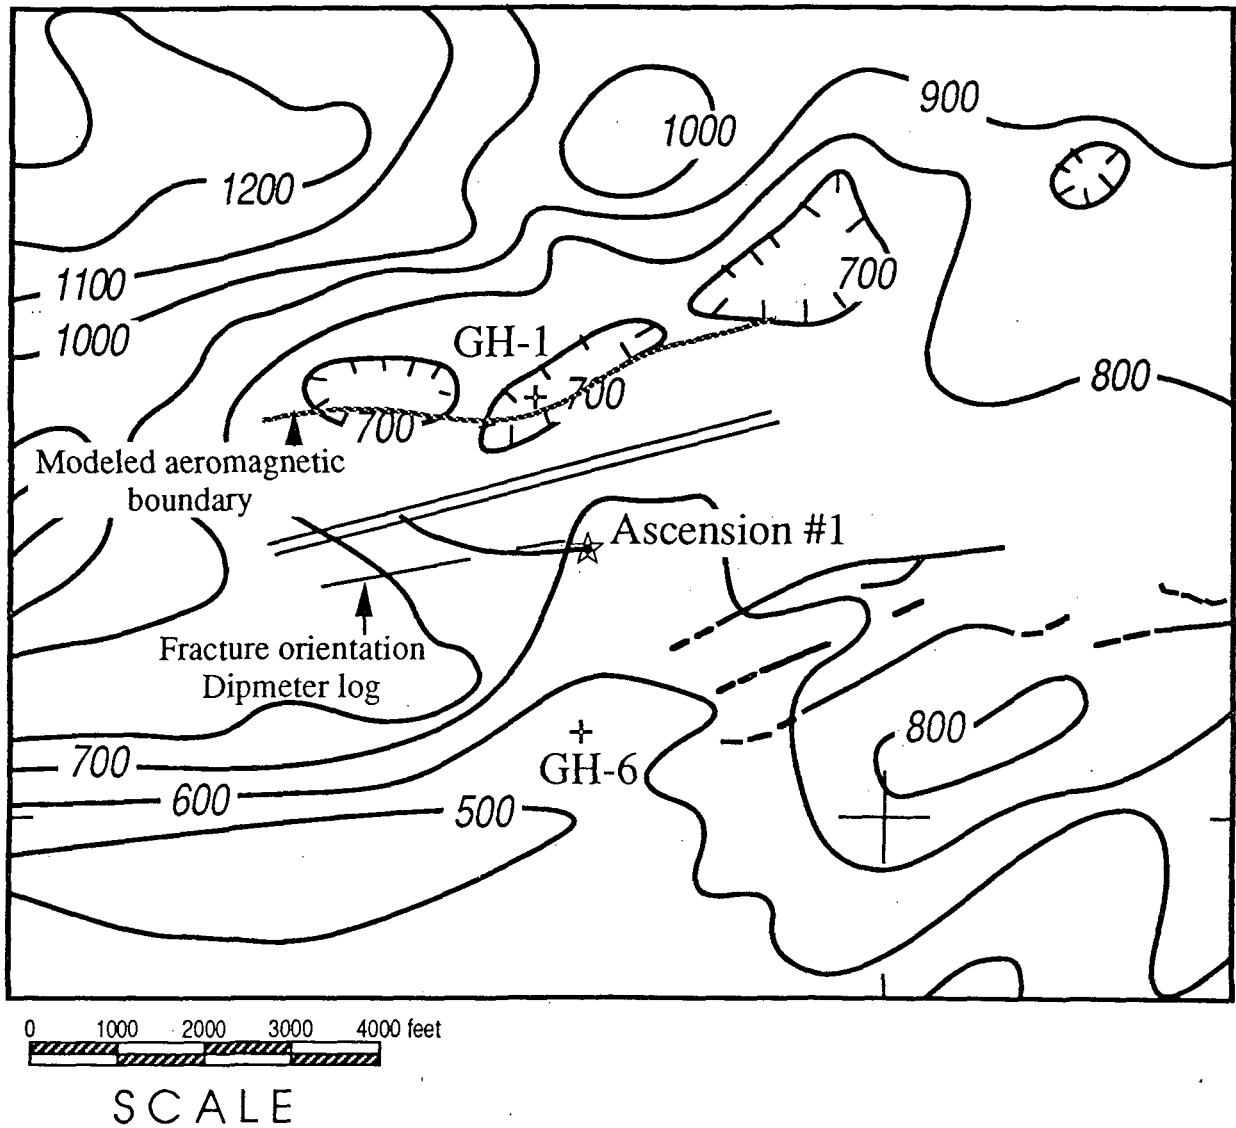 900
1000
1200
700
1100
GH-1
1000
800
700
700
Modeled aeromagnetic
boundary
Ascension #1
Fracture orientation
Dipmeter log
800
700
GH-6
600
500
0 1000 2000 3000 4000 feet
SCALE